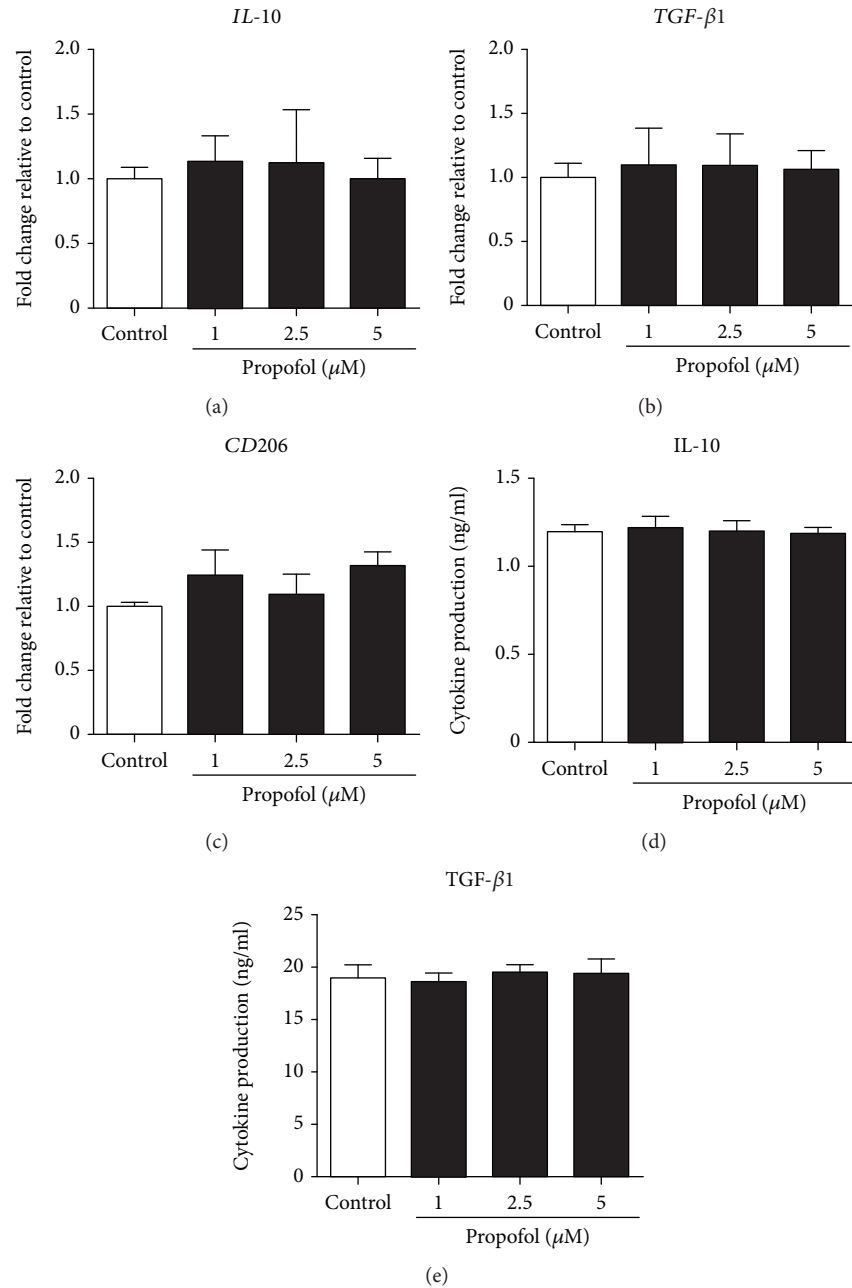 IL-10
Fold change relative to control
2.0
1.5
1.0
0.5
0
Control
1
2.5
5
Propofol (μM)
(a)
TGF-β1
Fold change relative to control
2.0
1.5
1.0
0.5
0
Control
1
2.5
5
Propofol (μM)
(b)
CD206
Fold change relative to control
2.0
1.5
1.0
0.5
0
Control
1
2.5
5
Propofol (μM)
(c)
IL-10
Cytokine production (ng/ml)
1.5
1.0
0.5
0
Control
1
2.5
5
Propofol (μM)
(d)
TGF-β1
Cytokine production (ng/ml)
25
20
15
10
5
0
Control
1
2.5
5
Propofol (μM)
(e)